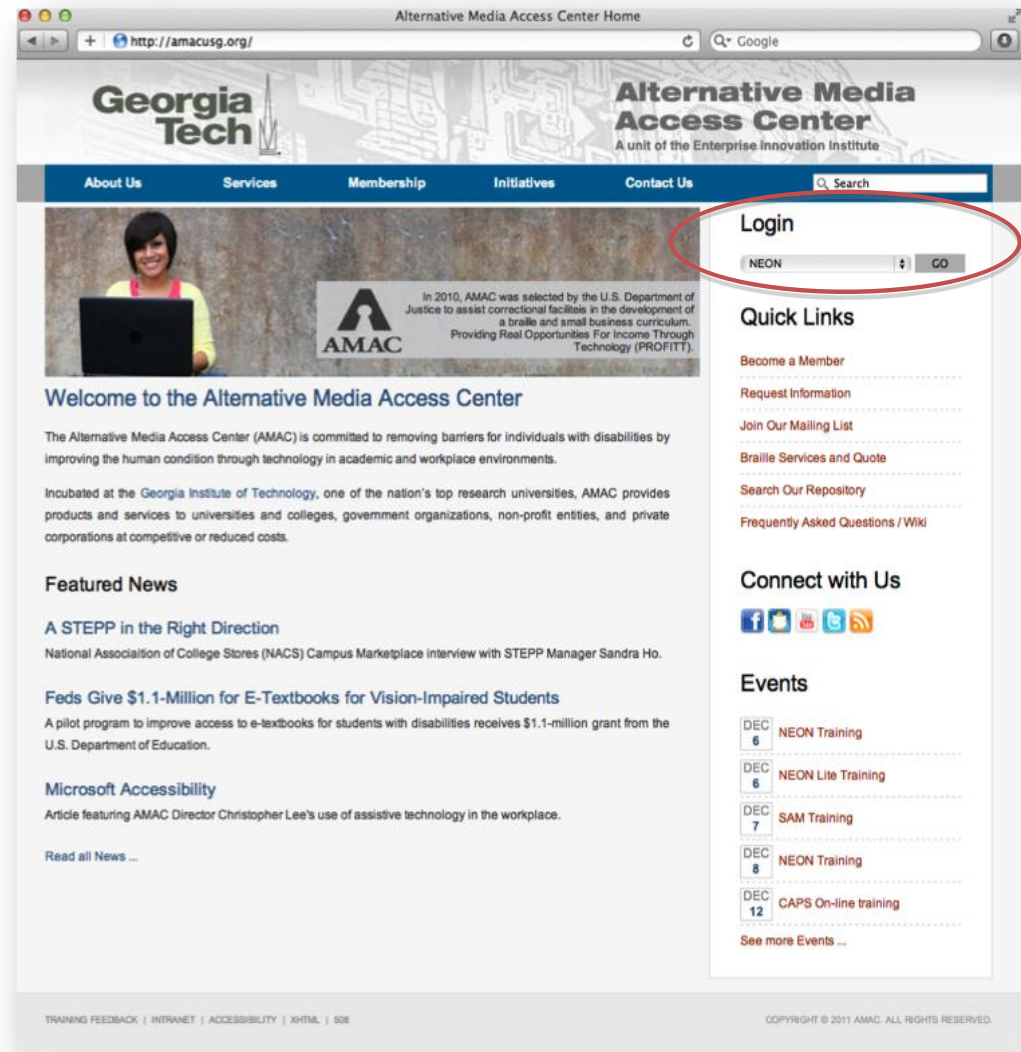 Alternative Media Access Center Home
http://amacusg.org/
Google
Georgia
Tech
Alternative Media
Access Center
A unit of the Enterprise Innovation Institute
About Us
Services
Membership
Initiatives
Contact Us
Search
AMAC
In 2010, AMAC was selected by the U.S. Department of
Justice to assist correctional faciliteis in the development of
a braille and small business curriculum.
Providing Real Opportunities For Income Through
Technology (PROFITT).
Welcome to the Alternative Media Access Center
The Alternative Media Access Center (AMAC) is committed to removing barriers for individuals with disabilities by
improving the human condition through technology in academic and workplace environments.
Incubated at the Georgia Institute of Technology, one of the nation's top research universities, AMAC provides
products and services to universities and colleges, government organizations, non-profit entities, and private
corporations at competitive or reduced costs.
Featured News
A STEPP in the Right Direction
National Associaition of College Stores (NACS) Campus Marketplace interview with STEPP Manager Sandra Ho.
Feds Give $1.1-Million for E-Textbooks for Vision-Impaired Students
A pilot program to improve access to e-textbooks for students with disabilities receives $1.1-million grant from the
U.S. Department of Education.
Microsoft Accessibility
Article featuring AMAC Director Christopher Lee's use of assistive technology in the workplace.
Read all News ...
Login
NEON
GO
Quick Links
Become a Member
Request Information
Join Our Mailing List
Braille Services and Quote
Search Our Repository
Frequently Asked Questions / Wiki
Connect with Us
Events
DEC
6
NEON Training
DEC
6
NEON Lite Training
DEC
7
SAM Training
DEC
8
NEON Training
DEC
12
CAPS On-line training
See more Events ...
TRAINING FEEDBACK | INTRANET | ACCESSIBILITY | XHTML | 508
COPYRIGHT © 2011 AMAC. ALL RIGHTS RESERVED.